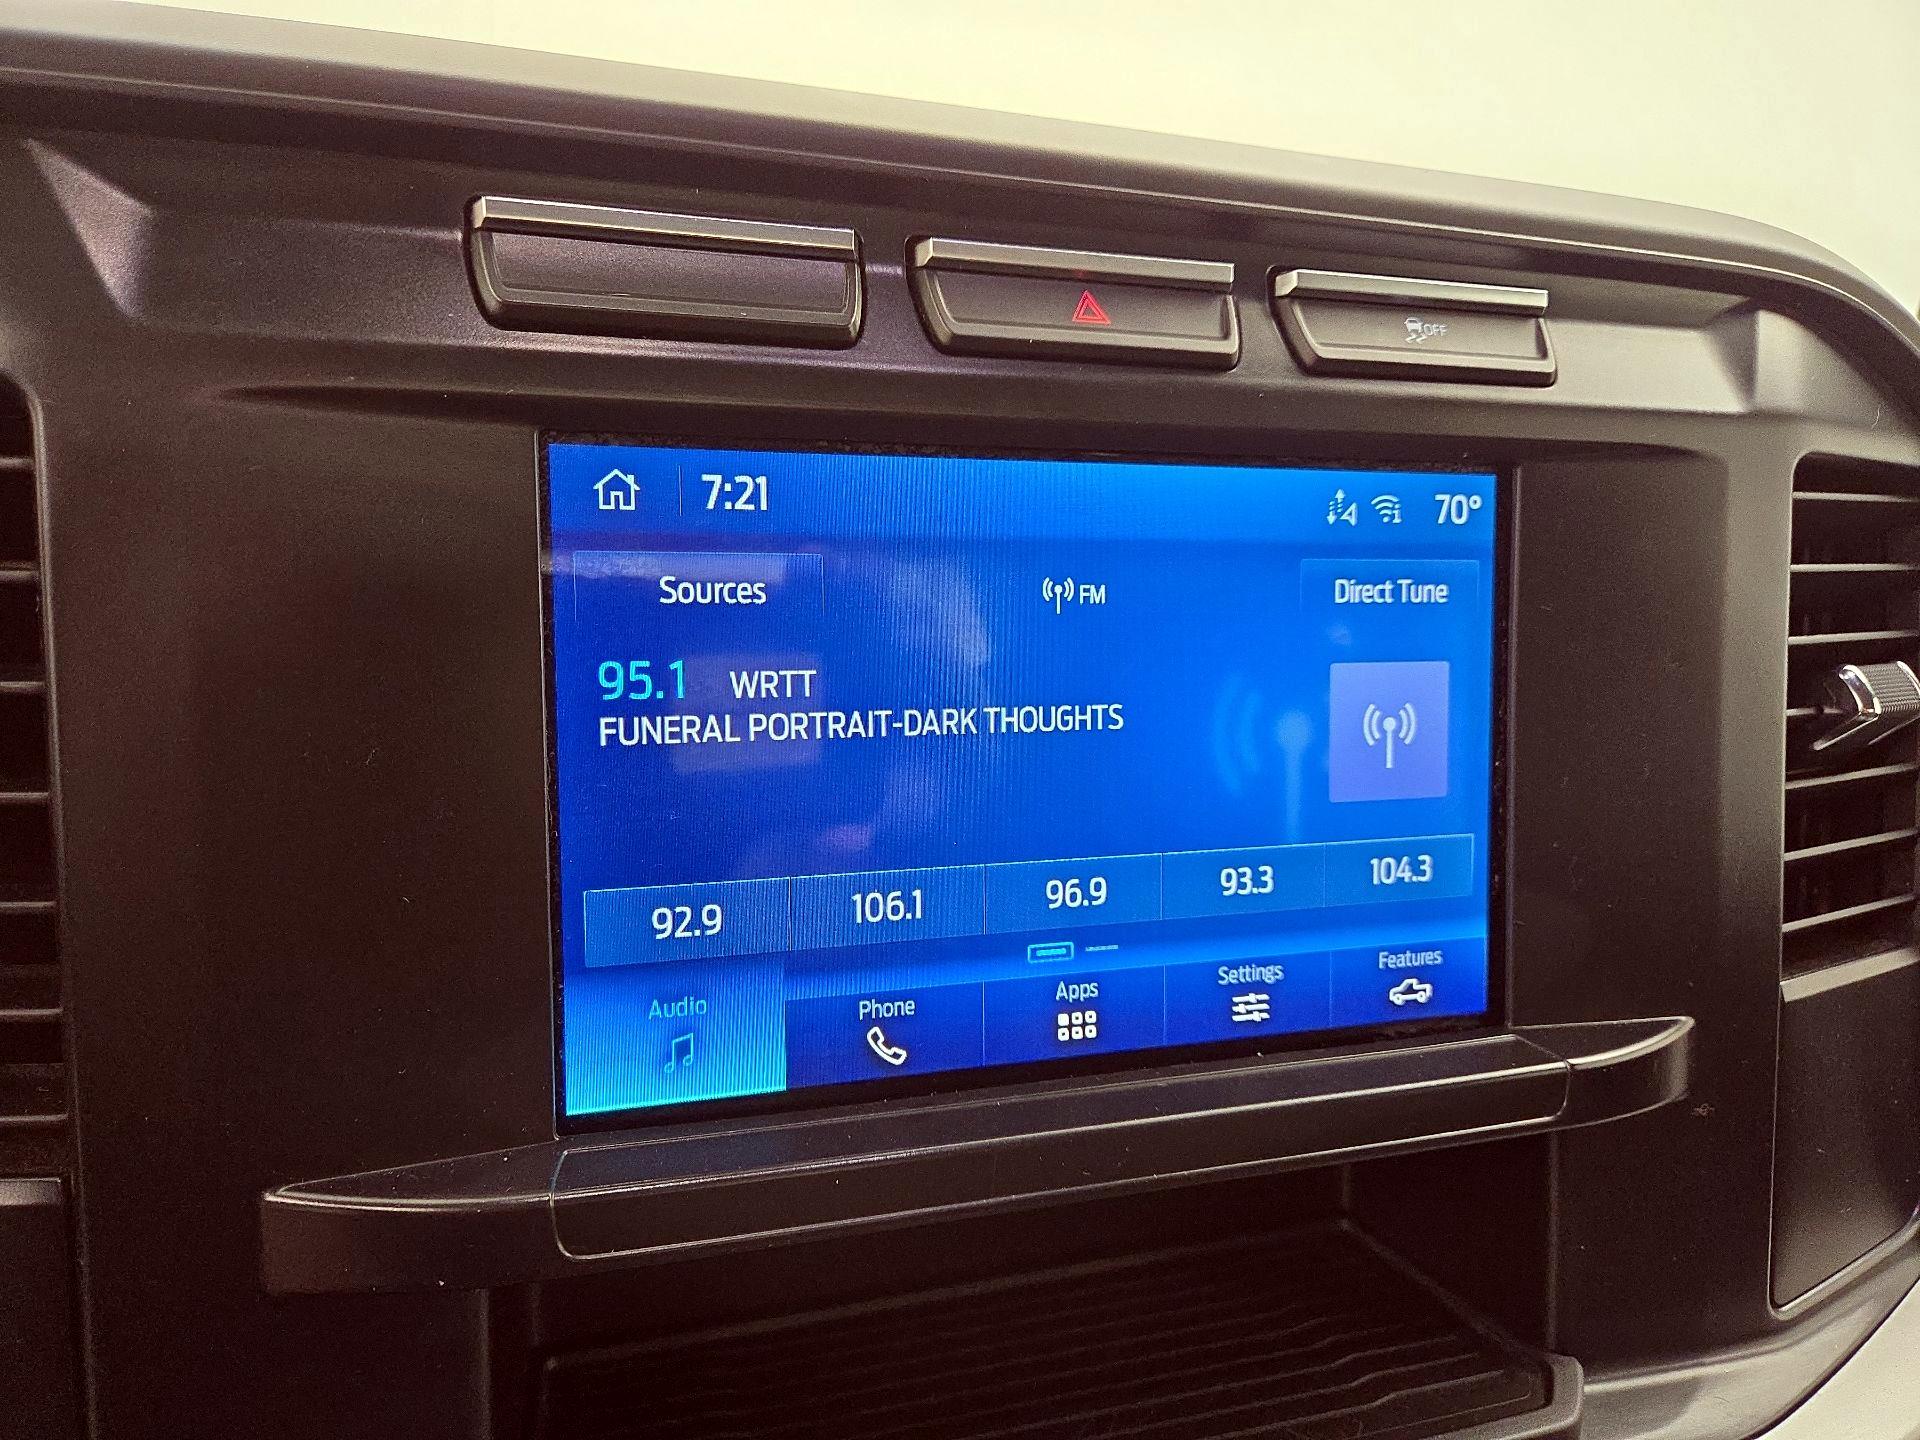 OFF
7:21
70°
Sources
FM
Direct Tune
95.1 WRTT
FUNERAL PORTRAIT-DARK THOUGHTS
92.9
106.1
96.9
93.3
104.3
Audio
Phone
Apps
Settings
Features